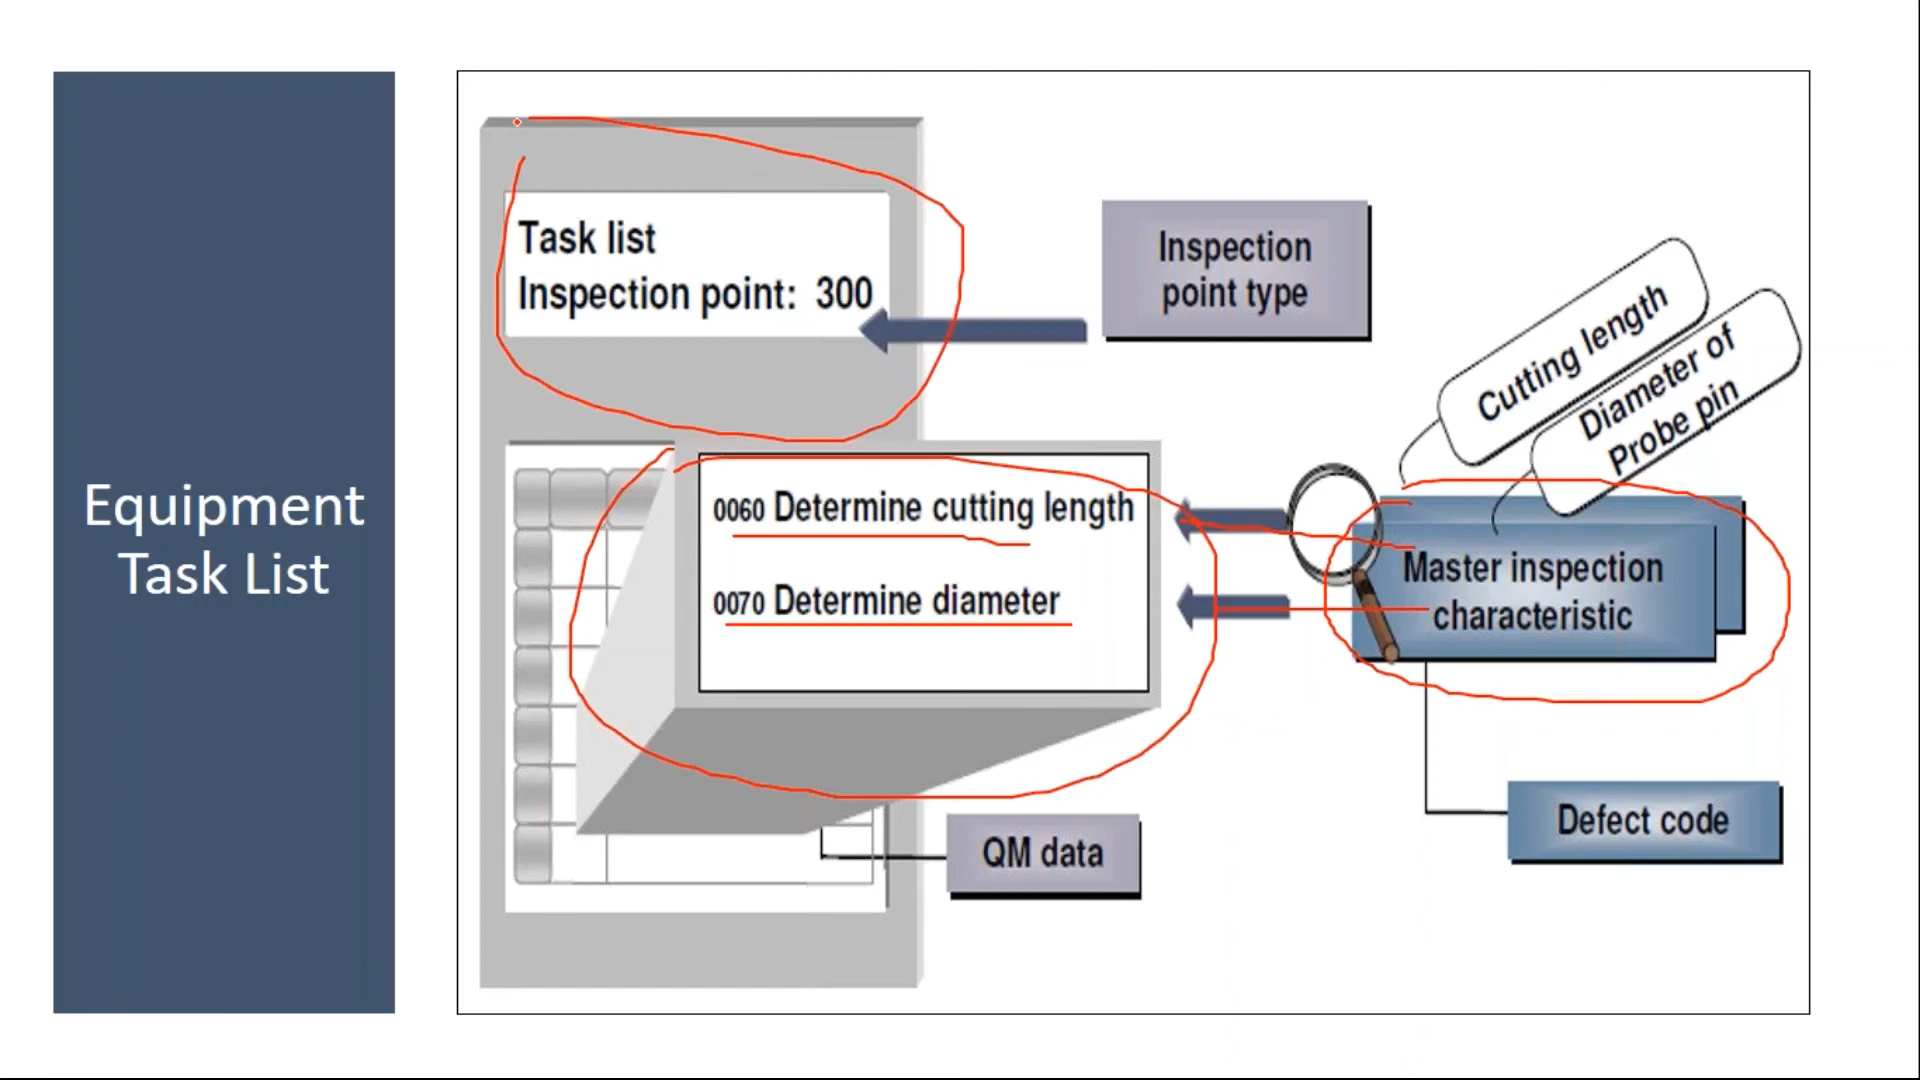 Equipment
Task List
Task list
Inspection point: 300
Inspection
point type
Cutting length
Diameter of
Probe pin
0060 Determine cutting length
0070 Determine diameter
Master inspection
characteristic
Defect code
QM data